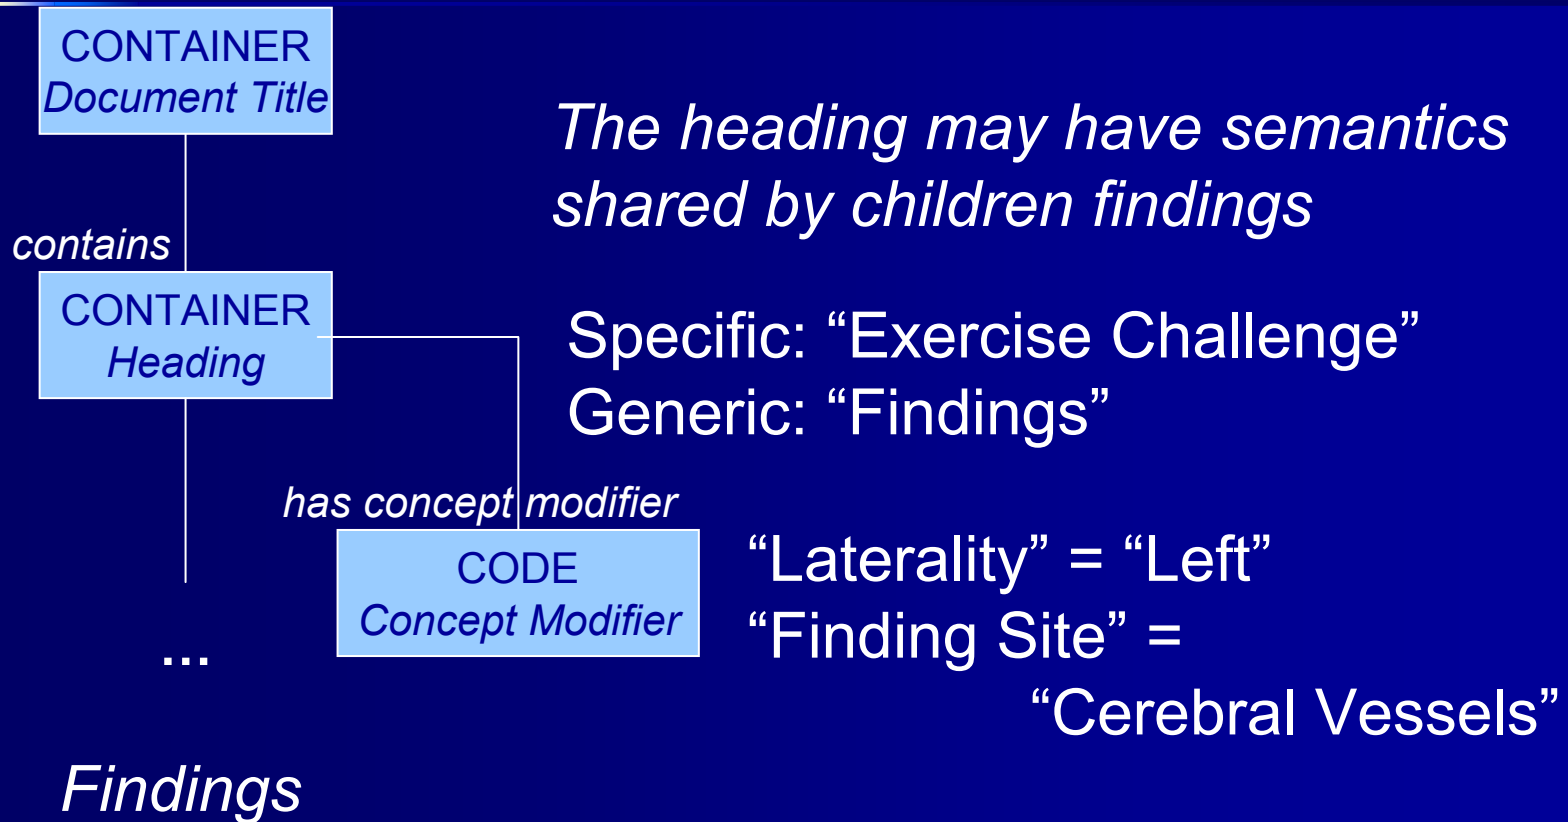 CONTAINER
Document Title
The heading may have semantics
shared by children findings
contains
CONTAINER
Heading
Specific: “Exercise Challenge”
Generic: “Findings”
has concept modifier
CODE
Concept Modifier
“Laterality” = “Left”
“Finding Site” =
“Cerebral Vessels”
...
Findings